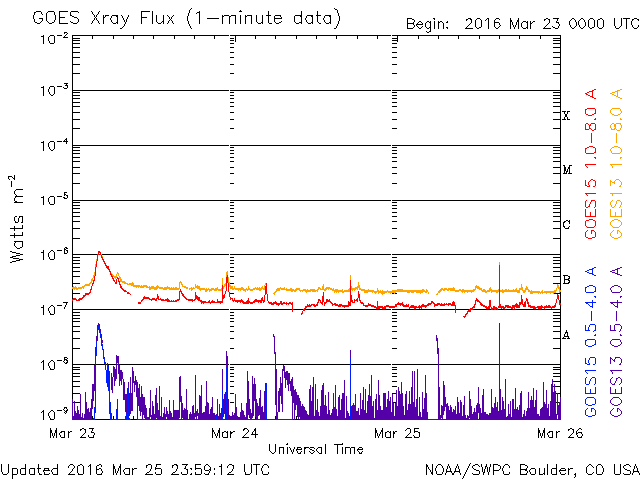 GOES Xray Flux (1-minute data)
Begin: 2016 Mar 23 0000 UTC
10-2
10-3
10-4
10-5
10-6
10-7
10-8
10-9
Watts m-2
X
M
C
B
A
GOES15 1.0-8.0 A
GOES13 1.0-8.0 A
GOES15 0.5-4.0 A
GOES13 0.5-4.0 A
Mar 23 Mar 24 Mar 25 Mar 26
Universal Time
Updated 2016 Mar 25 23:59:12 UTC NOAA/SWPC Boulder, CO USA